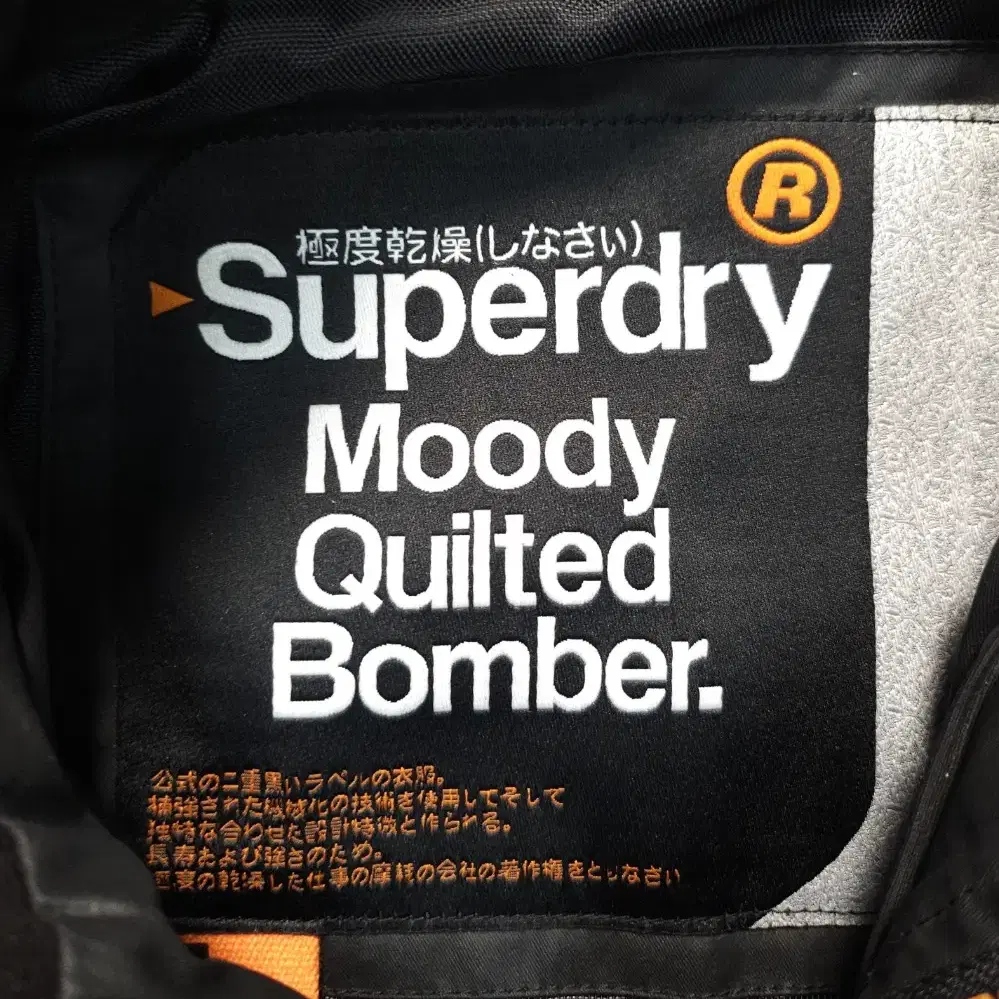 ®
極度乾燥(しなさい)
Superdry
Moody
Quilted
Bomber.
公式の二重黒いラペルの衣服。
補強された機械化の技術を使用してそして
独特な合わせた設計特徴と作られる。
長寿および強さのため。
極度の乾燥した仕事の摩耗の会社の著作権をとしなさい